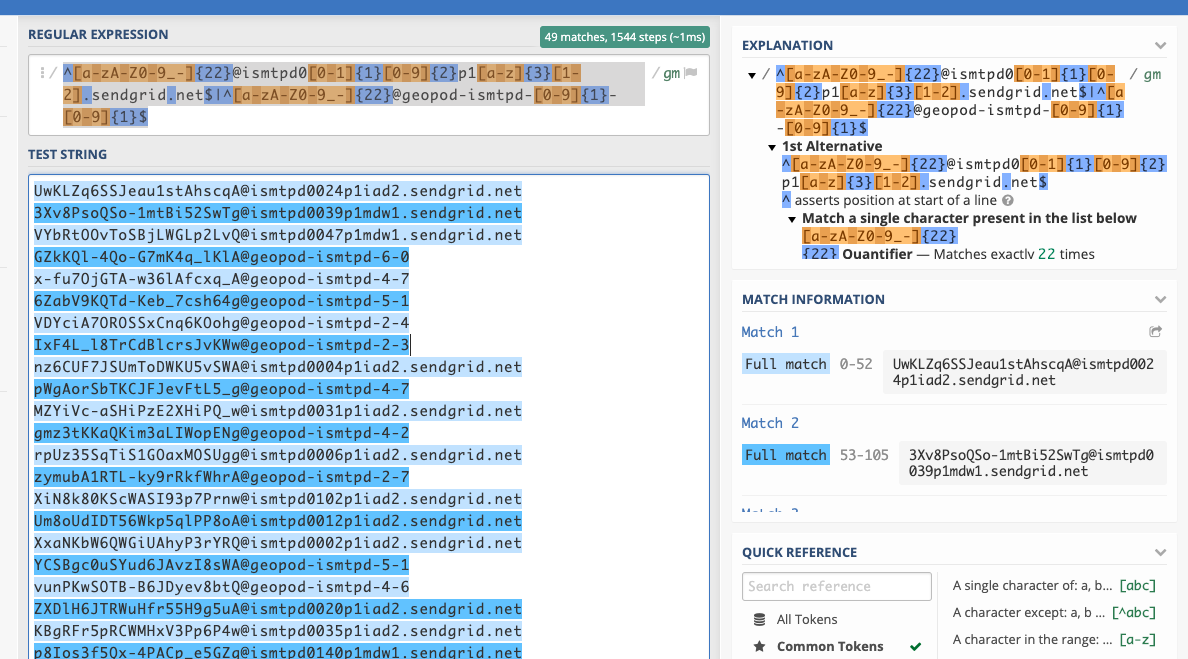 REGULAR EXPRESSION
49 matches, 1544 steps (~1ms)
/ ^[a-zA-Z0-9_-]{22}@ismtpd0[0-1]{1}[0-9]{2}p1[a-z]{3}[1- / gm
2].sendgrid.net$|^[a-zA-Z0-9_-]{22}@geopod-ismtpd-[0-9]{1}-
[0-9]{1}$
TEST STRING
UwKLZq6SSJeau1stAhscqA@ismtpd0024p1iad2.sendgrid.net
3Xv8PsoQSo-1mtBi52SwTg@ismtpd0039p1mdw1.sendgrid.net
VYbRtOOvToSBjLWGLp2LvQ@ismtpd0047p1mdw1.sendgrid.net
GZkKQl-4Qo-G7mK4q_lKlA@geopod-ismtpd-6-0
x-fu7OjGTA-w36lAfcxq_A@geopod-ismtpd-4-7
6ZabV9KQTd-Keb_7csh64g@geopod-ismtpd-5-1
VDYciA7OROSSxCnq6KOohg@geopod-ismtpd-2-4
IxF4L_l8TrCdBlcrsJvKWw@geopod-ismtpd-2-3
nz6CUF7JSUmToDWKU5vSWA@ismtpd0004p1iad2.sendgrid.net
pWgAorSbTKCJFJevFtL5_g@geopod-ismtpd-4-7
MZYiVc-aSHiPzE2XHiPQ_w@ismtpd0031p1iad2.sendgrid.net
gmz3tKKaQKim3aLIWopENg@geopod-ismtpd-4-2
rpUz35SqTiS1GOaxMOSUgg@ismtpd0006p1iad2.sendgrid.net
zymubA1RTL-ky9rRkfWhrA@geopod-ismtpd-2-7
XiN8k80KScWASI93p7Prnw@ismtpd0102p1iad2.sendgrid.net
Um8oUdIDT56Wkp5qlPP8oA@ismtpd0012p1iad2.sendgrid.net
XxaNKbW6QWGiUAhyP3rYRQ@ismtpd0002p1iad2.sendgrid.net
YCSBgc0uSYud6JAvzI8sWA@geopod-ismtpd-5-1
vunPKwSOTB-B6JDyev8btQ@geopod-ismtpd-4-6
ZXDlH6JTRWuHfr55H9g5uA@ismtpd0020p1iad2.sendgrid.net
KBgRFr5pRCWMHxV3Pp6P4w@ismtpd0035p1iad2.sendgrid.net
p8Ios3f5Qx-4PACp_e5GZg@ismtpd0140p1mdw1.sendgrid.net
EXPLANATION
/ ^[a-zA-Z0-9_-]{22}@ismtpd0[0-1]{1}[0- / gm
9]{2}p1[a-z]{3}[1-2].sendgrid.net$|^[a
-zA-Z0-9_-]{22}@geopod-ismtpd-[0-9]{1}
-[0-9]{1}$
1st Alternative
^[a-zA-Z0-9_-]{22}@ismtpd0[0-1]{1}[0-9]{2}
p1[a-z]{3}[1-2].sendgrid.net$
^ asserts position at start of a line
Match a single character present in the list below
[a-zA-Z0-9_-]{22}
{22} Quantifier — Matches exactly 22 times
MATCH INFORMATION
Match 1
Full match 0-52 UwKLZq6SSJeau1stAhscqA@ismtpd002
4p1iad2.sendgrid.net
Match 2
Full match 53-105 3Xv8PsoQSo-1mtBi52SwTg@ismtpd0
039p1mdw1.sendgrid.net
QUICK REFERENCE
Search reference
All Tokens
Common Tokens
A single character of: a, b... [abc]
A character except: a, b ... [^abc]
A character in the range: ... [a-z]